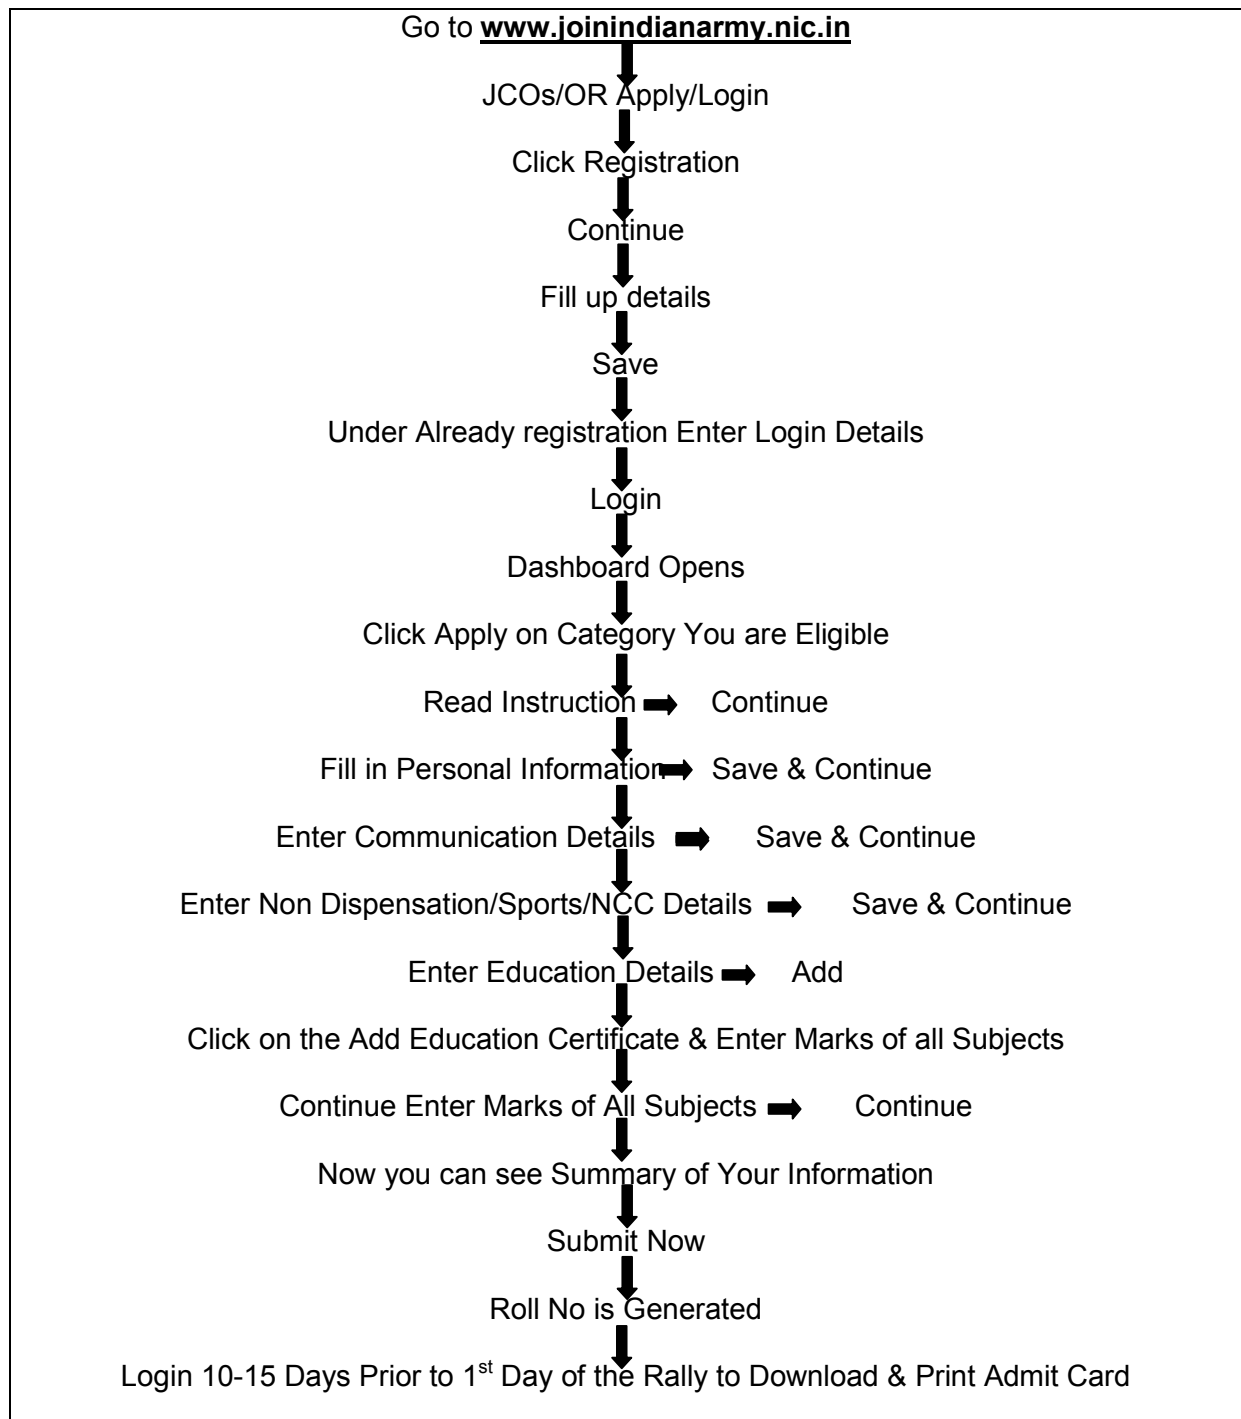 Go to www.joinindianarmy.nic.in
JCOs/OR Apply/Login
Click Registration
Continue
Fill up details
Save
Under Already registration Enter Login Details
Login
Dashboard Opens
Click Apply on Category You are Eligible
Read Instruction Continue
Fill in Personal Information Save & Continue
Enter Communication Details Save & Continue
Enter Non Dispensation/Sports/NCC Details Save & Continue
Enter Education Details Add
Click on the Add Education Certificate & Enter Marks of all Subjects
Continue Enter Marks of All Subjects Continue
Now you can see Summary of Your Information
Submit Now
Roll No is Generated
Login 10-15 Days Prior to 1st Day of the Rally to Download & Print Admit Card